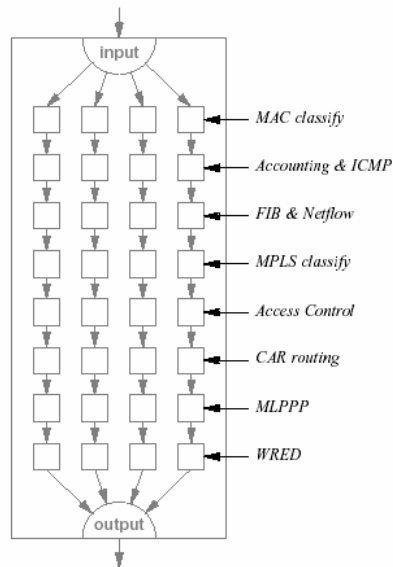 input
MAC classify
Accounting & ICMP
FIB & Netflow
MPLS classify
Access Control
CAR routing
MLPPP
WRED
output